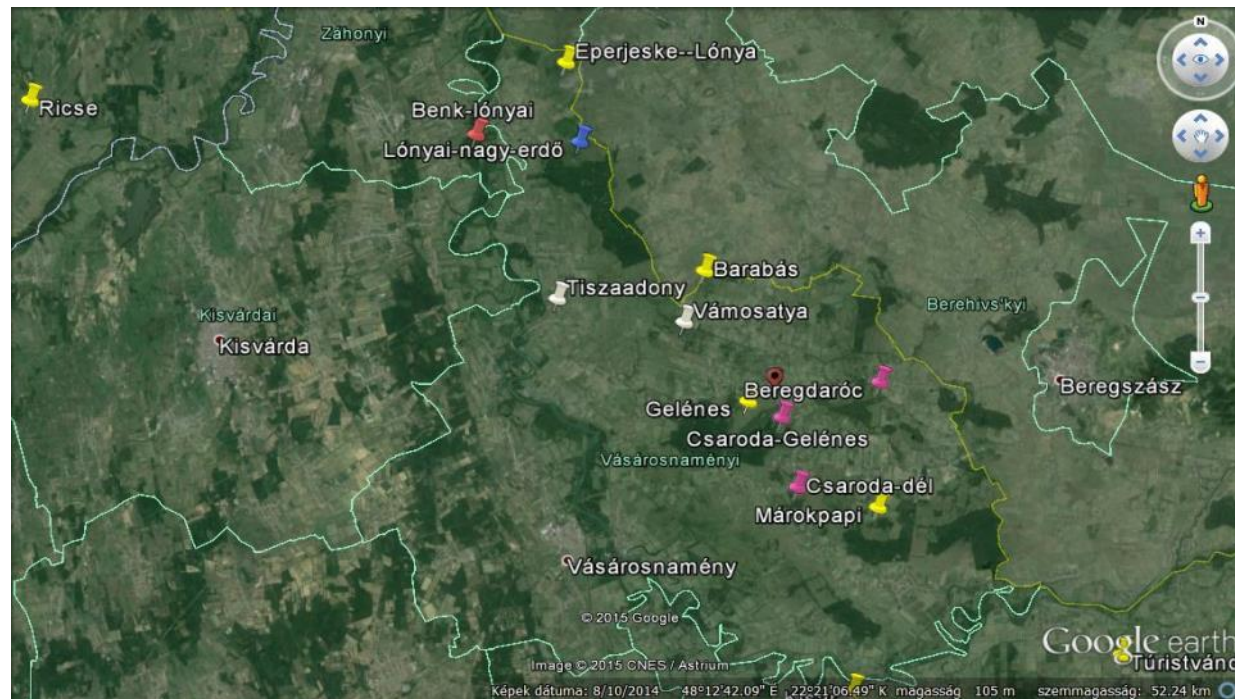 N
Záhonyi
Eperjeske--Lónya
Ricse
Benk-lónyai
Lónyai-nagy-erdő
Barabás
Tiszaadony
Vámosatya
Berehivs'kyi
Kisvárdai
Kisvárda
Beregdaróc
Beregszász
Gelénes
Csaroda-Gelénes
Vásárosnaményi
Csaroda-dél
Márokpapi
Vásárosnamény
© 2015 Google
Google earth
Image © 2015 CNES / Astrium
Túristvánd
Képek dátuma: 8/10/2014 48°12'42.09" É 22°21'06.49" K magasság 105 m szemmagasság: 52.24 km